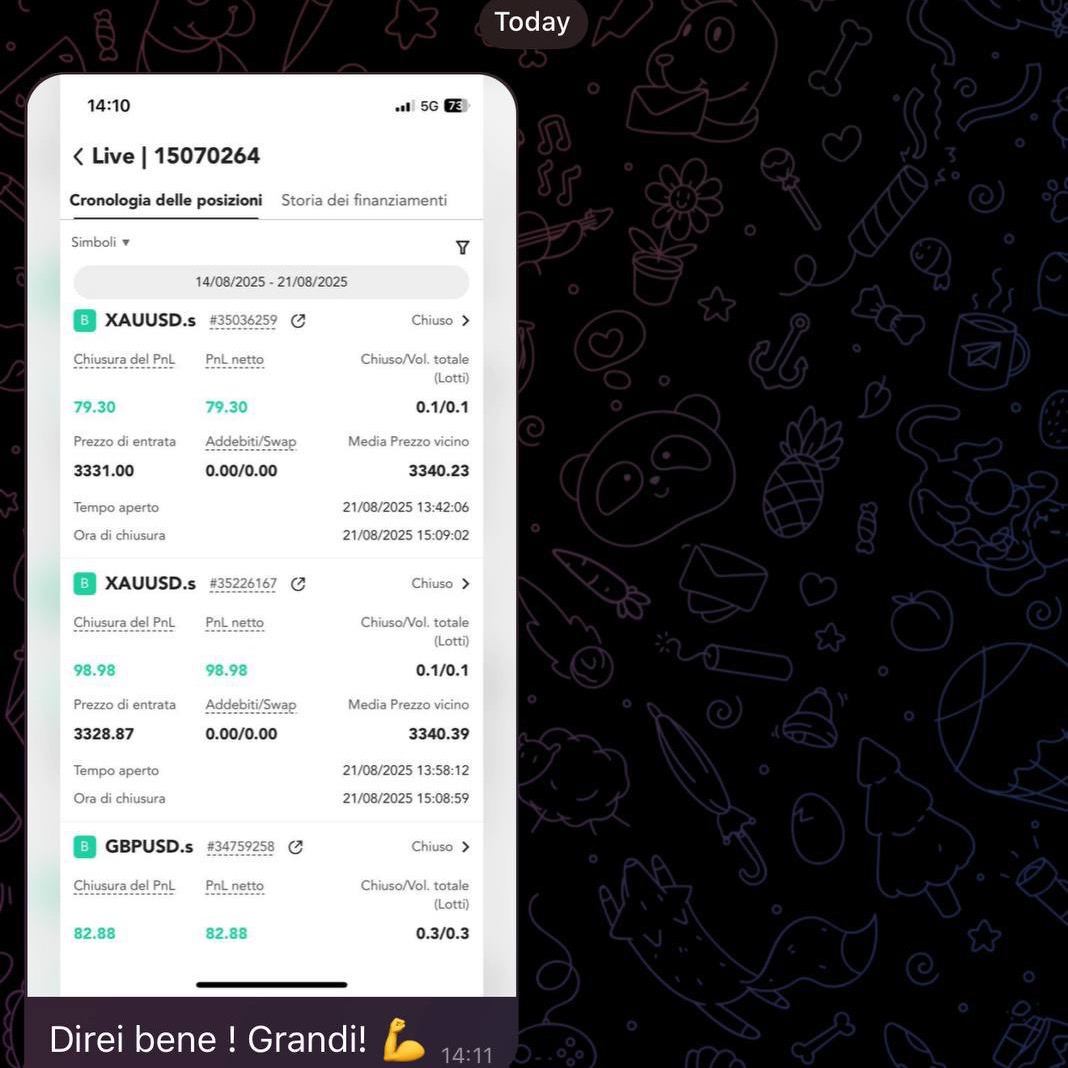 Today
14:10 5G 73
Live | 15070264
Cronologia delle posizioni Storia dei finanziamenti
Simboli ▼
14/08/2025 - 21/08/2025
B XAUUSD.s #35036259 Chiuso
Chiusura del PnL PnL netto Chiuso/Vol. totale
(Lotti)
79.30 79.30 0.1/0.1
Prezzo di entrata Addebiti/Swap Media Prezzo vicino
3331.00 0.00/0.00 3340.23
Tempo aperto 21/08/2025 13:42:06
Ora di chiusura 21/08/2025 15:09:02
B XAUUSD.s #35226167 Chiuso
Chiusura del PnL PnL netto Chiuso/Vol. totale
(Lotti)
98.98 98.98 0.1/0.1
Prezzo di entrata Addebiti/Swap Media Prezzo vicino
3328.87 0.00/0.00 3340.39
Tempo aperto 21/08/2025 13:58:12
Ora di chiusura 21/08/2025 15:08:59
B GBPUSD.s #34759258 Chiuso
Chiusura del PnL PnL netto Chiuso/Vol. totale
(Lotti)
82.88 82.88 0.3/0.3
Direi bene ! Grandi! 💪 14:11